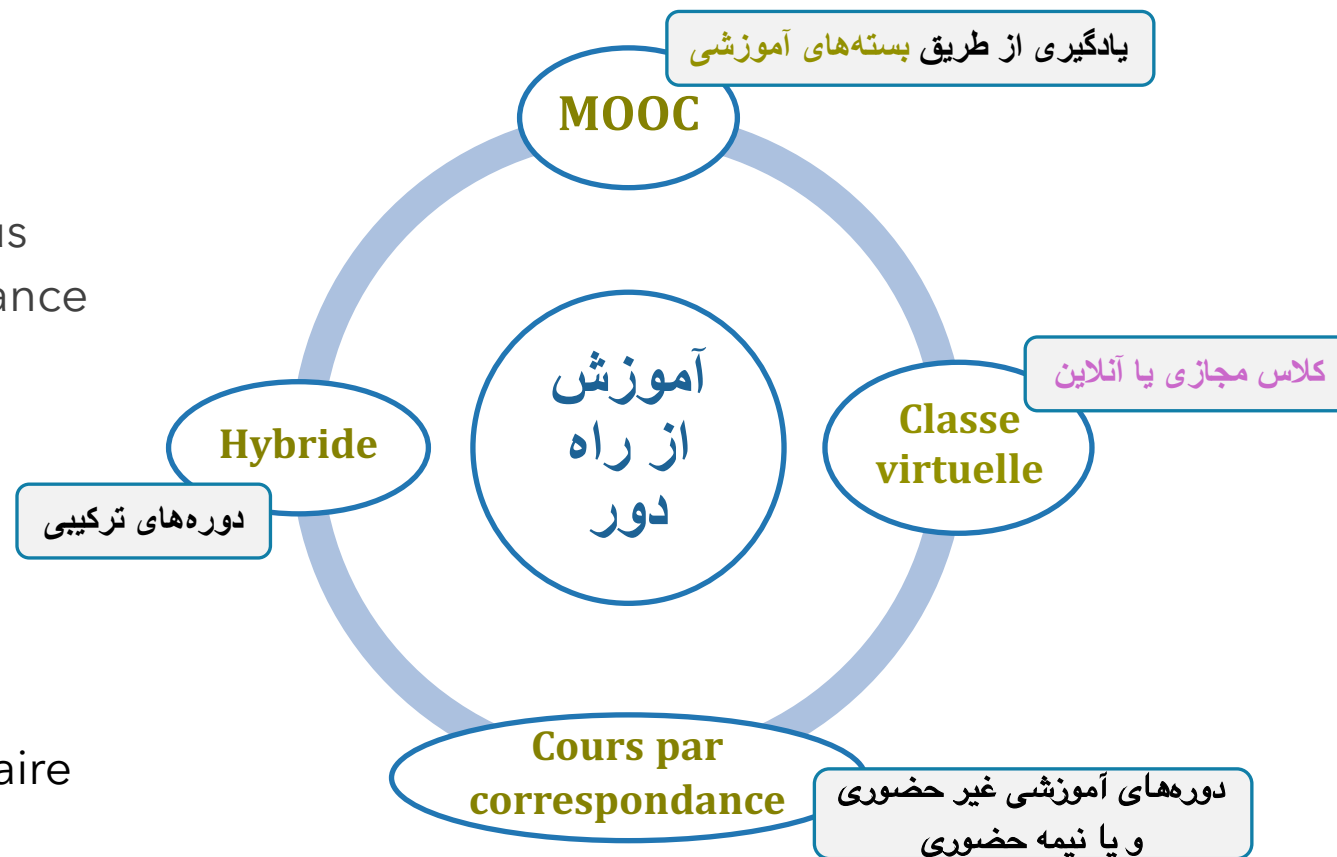 یادگیری از طریق بسته‌های آموزشی
MOOC
us
ance
کلاس مجازی یا آنلاین
Classe
virtuelle
آموزش
از راه
دور
Hybride
دوره‌های ترکیبی
aire
Cours par
correspondance
دوره‌های آموزشی غیر حضوری
و یا نیمه حضوری